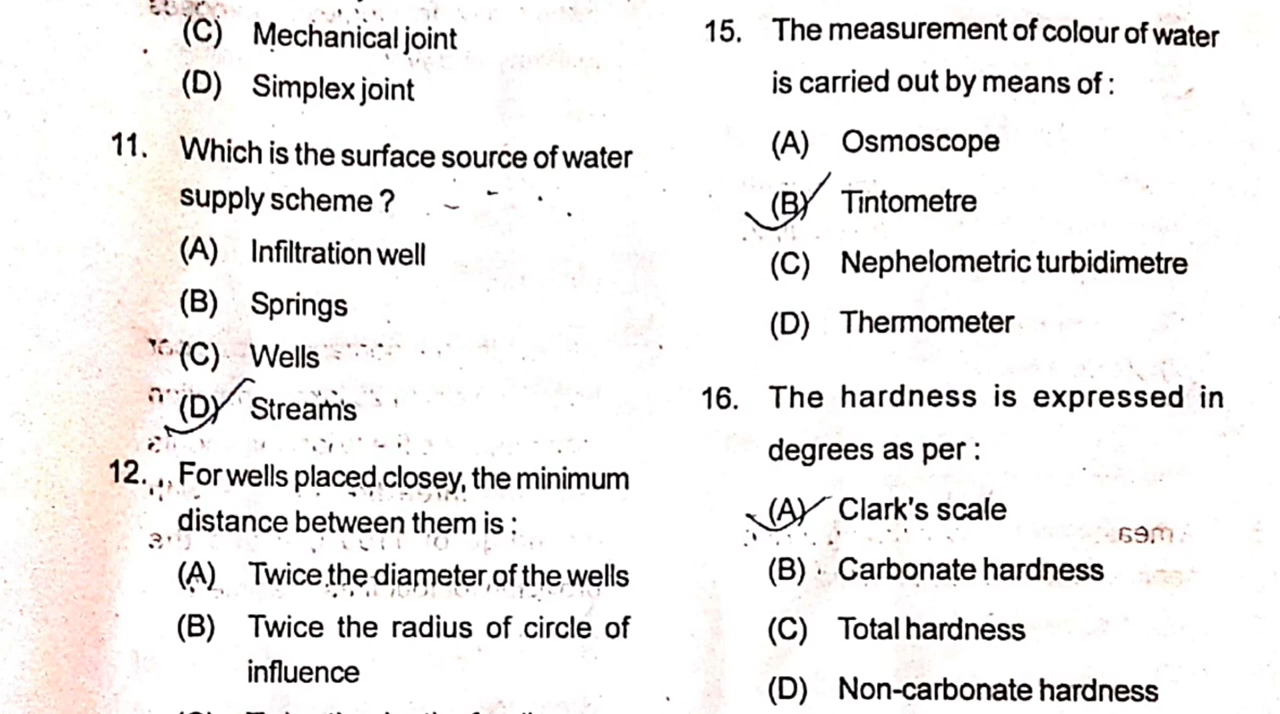 (C) Mechanical joint
(D) Simplex joint
11. Which is the surface source of water
supply scheme ?
(A) Infiltration well
(B) Springs
(C) Wells
(D) Streams
12. For wells placed closey, the minimum
distance between them is :
(A) Twice the diameter of the wells
(B) Twice the radius of circle of
influence
15. The measurement of colour of water
is carried out by means of :
(A) Osmoscope
(B) Tintometre
(C) Nephelometric turbidimetre
(D) Thermometer
16. The hardness is expressed in
degrees as per :
(A) Clark's scale
(B) Carbonate hardness
(C) Total hardness
(D) Non-carbonate hardness